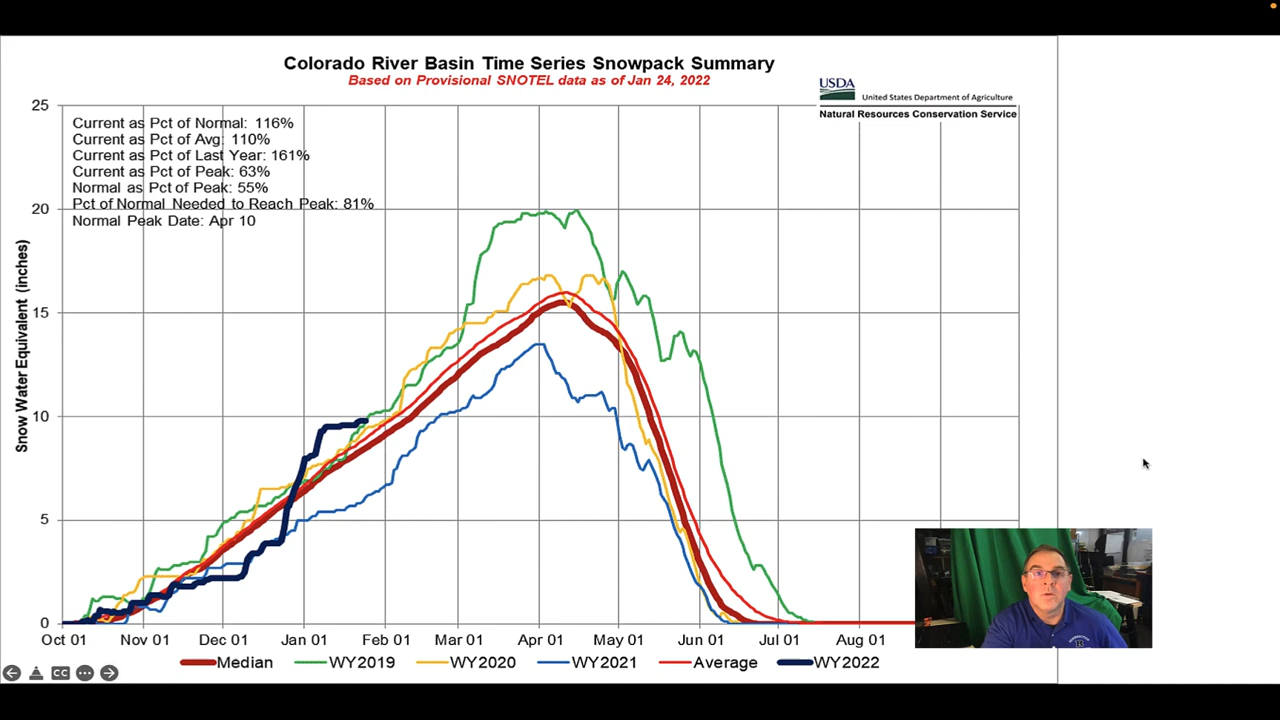 Colorado River Basin Time Series Snowpack Summary
Based on Provisional SNOTEL data as of Jan 24, 2022
USDA
United States Department of Agriculture
Natural Resources Conservation Service
Current as Pct of Normal: 116%
Current as Pct of Avg: 110%
Current as Pct of Last Year: 161%
Current as Pct of Peak: 63%
Normal as Pct of Peak: 55%
Pct of Normal Needed to Reach Peak: 81%
Normal Peak Date: Apr 10
Snow Water Equivalent (inches)
25
20
15
10
5
0
Oct 01 Nov 01 Dec 01 Jan 01 Feb 01 Mar 01 Apr 01 May 01 Jun 01 Jul 01 Aug 01
Median WY2019 WY2020 WY2021 Average WY2022
CC